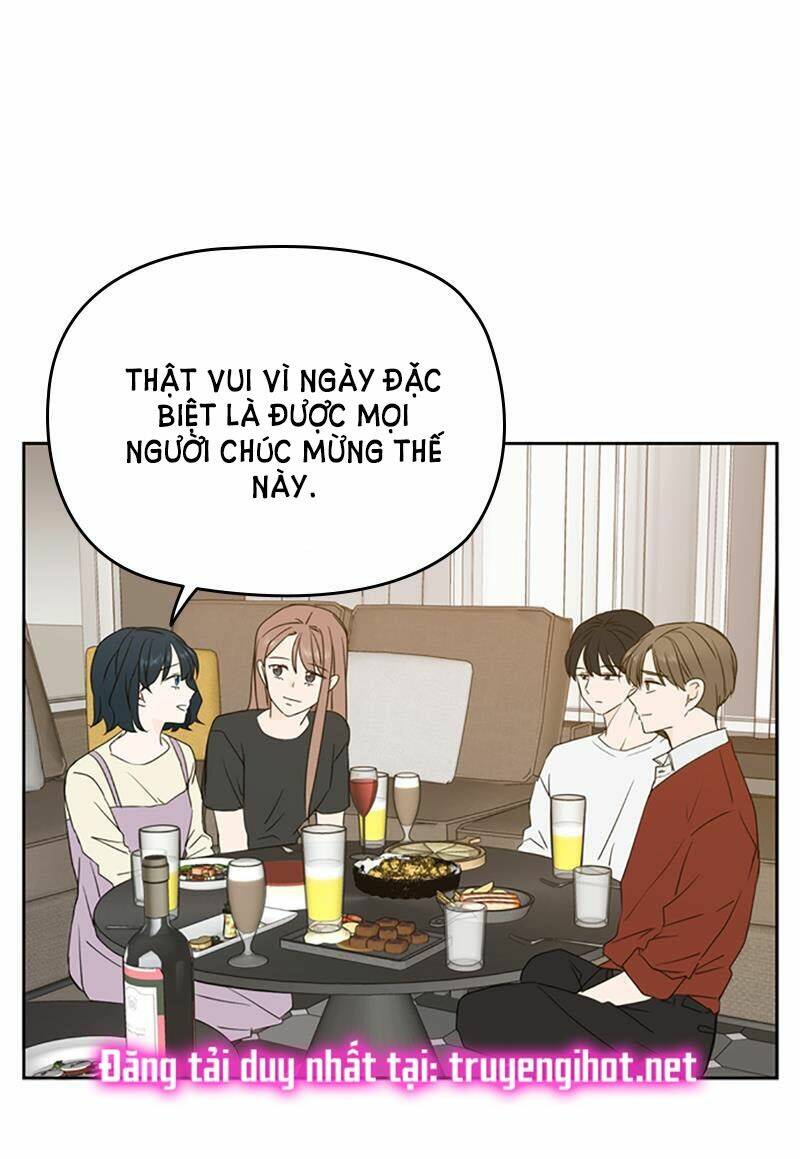 THẬT VUI VÌ NGÀY ĐẶC
BIỆT LÀ ĐƯỢC MỌI
NGƯỜI CHÚC MỪNG THẾ
NÀY.
Đăng tải duy nhất tại: truyengihot.net